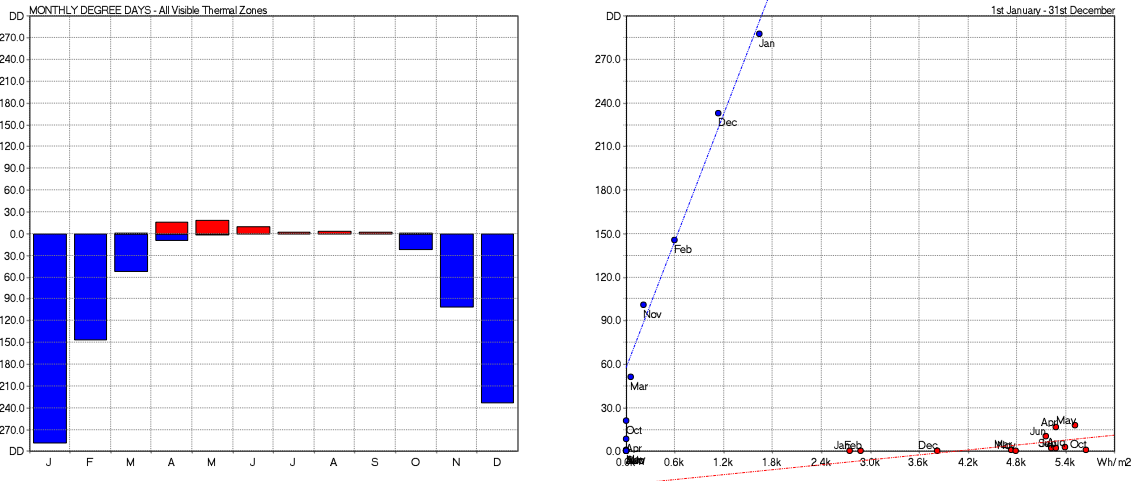 MONTHLY DEGREE DAYS - All Visible Thermal Zones
DD
270.0
240.0
210.0
180.0
150.0
120.0
90.0
60.0
30.0
0.0
30.0
60.0
90.0
120.0
150.0
180.0
210.0
240.0
270.0
DD
J F M A M J J A S O N D
1st January - 31st December
DD
270.0
240.0
210.0
180.0
150.0
120.0
90.0
60.0
30.0
0.0
Jan
Dec
Feb
Nov
Mar
Oct
Apr
Jan Feb Dec Jun Apr May Oct
0.6k 1.2k 1.8k 2.4k 3.0k 3.6k 4.2k 4.8k 5.4k Wh/m2